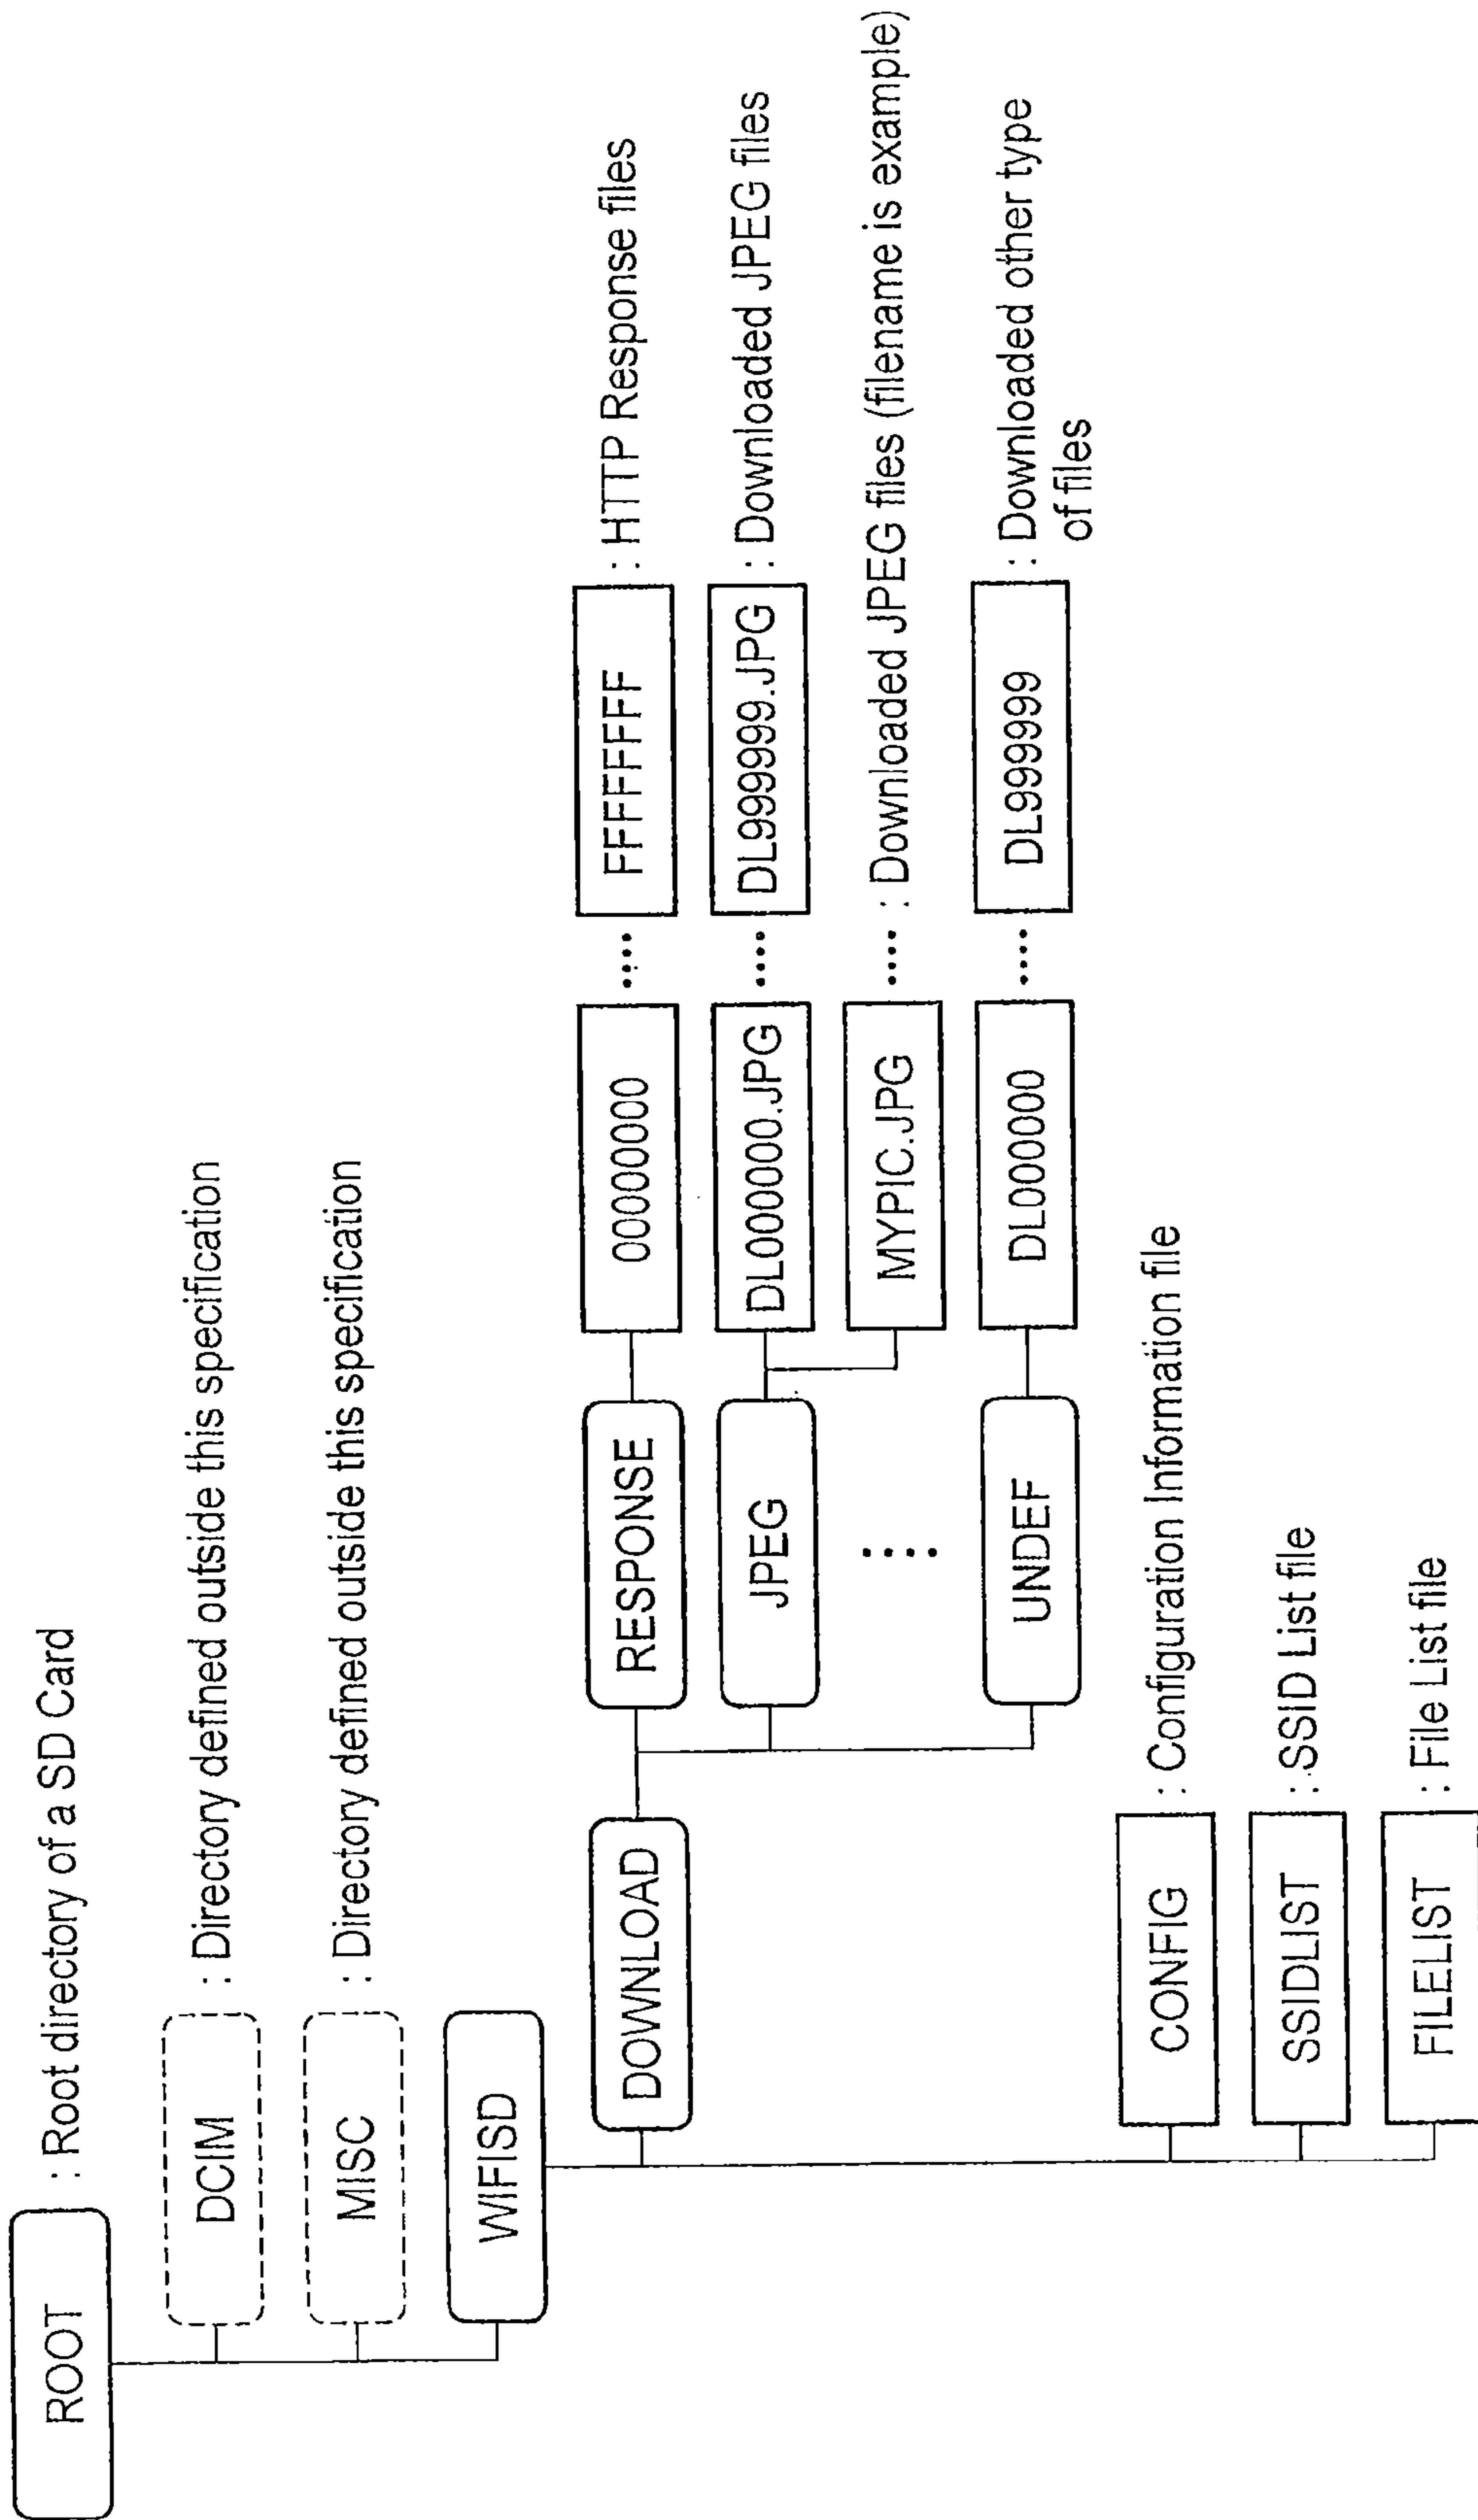 ROOT : Root directory of a SD Card
DCIM : Directory defined outside this specification
MISC : Directory defined outside this specification
WIFISD
DOWNLOAD RESPONSE 00000000 •••• FFFFFFFF : HTTP Response files
JPEG DL000000.JPG •••• DL999999.JPG : Downloaded JPEG files
MYPIC.JPG •••• : Downloaded JPEG files (filename is example)
UNDEF DL000000 •••• DL999999 : Downloaded other type
of files
CONFIG : Configuration Information file
SSIDLIST : SSID List file
FILELIST : File List file